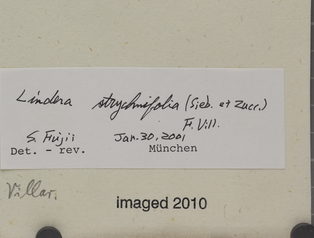 Lindera strychnifolia (Sieb. et Zucc.)
F. Vill.
S. Fujii Jan. 30, 2001
Det. - rev. München
Villar.
imaged 2010